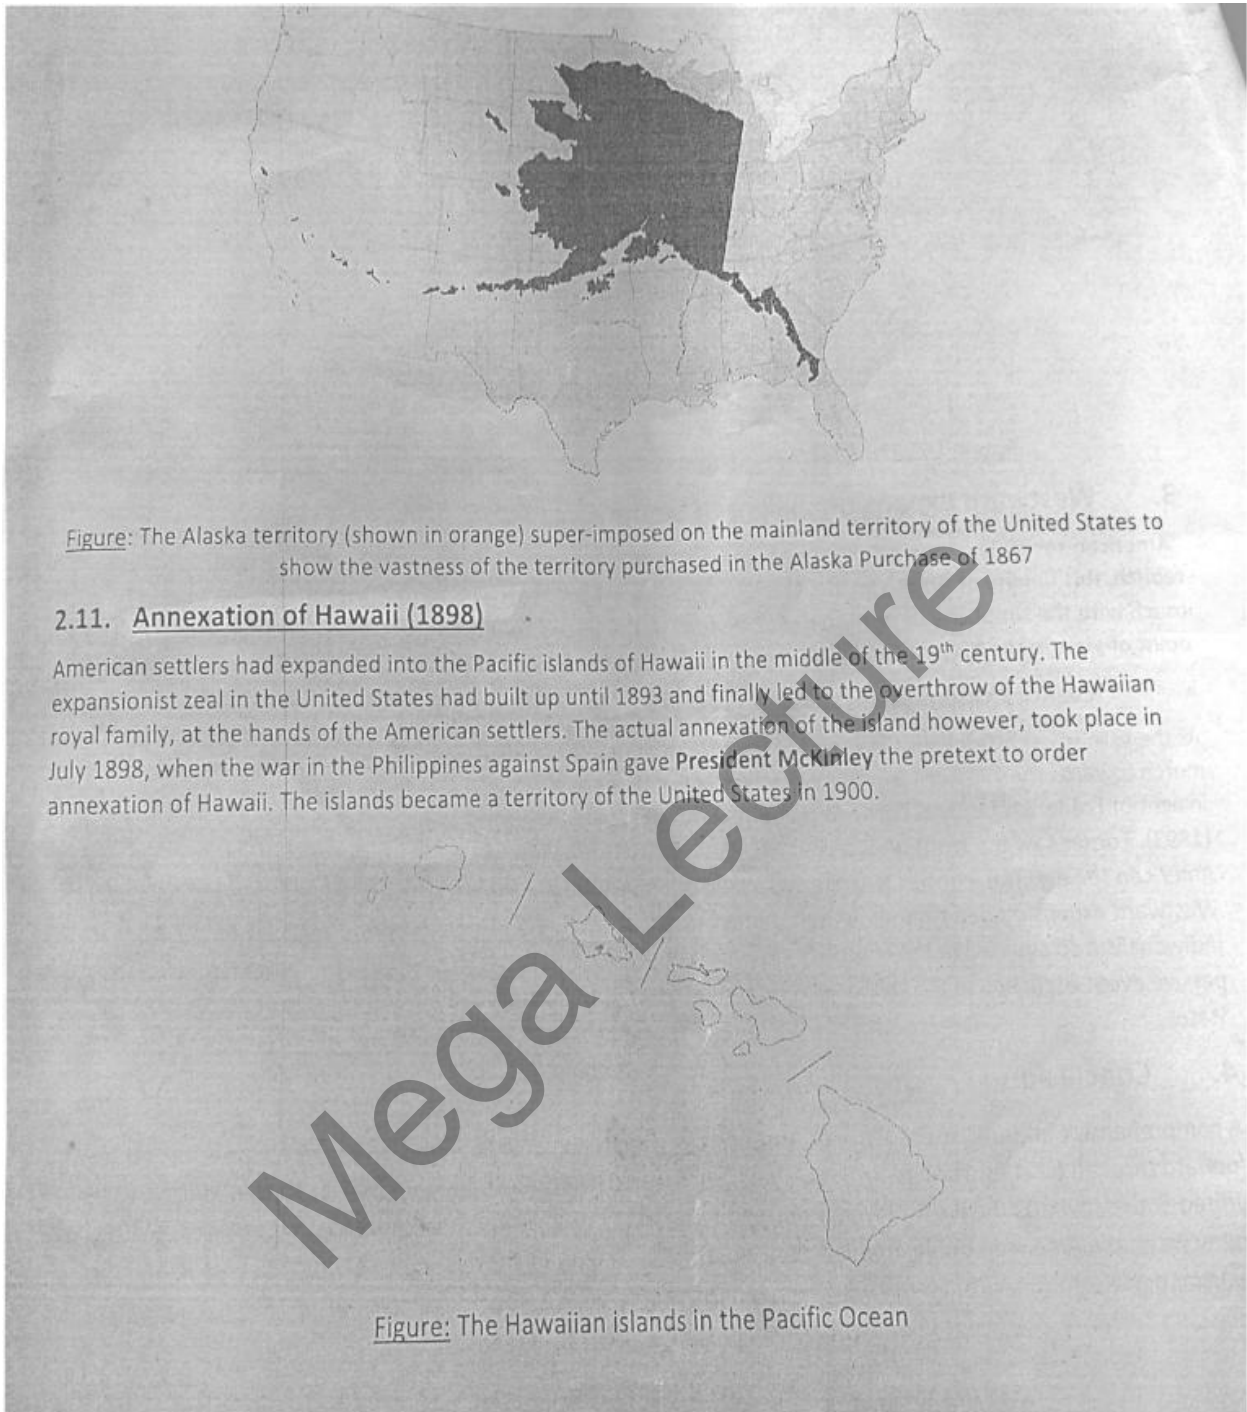 Figure: The Alaska territory (shown in orange) super-imposed on the mainland territory of the United States to
show the vastness of the territory purchased in the Alaska Purchase of 1867
2.11. Annexation of Hawaii (1898)
American settlers had expanded into the Pacific islands of Hawaii in the middle of the 19th century. The
expansionist zeal in the United States had built up until 1893 and finally led to the overthrow of the Hawaiian
royal family, at the hands of the American settlers. The actual annexation of the island however, took place in
July 1898, when the war in the Philippines against Spain gave President McKinley the pretext to order
annexation of Hawaii. The islands became a territory of the United States in 1900.
Mega Lecture
Figure: The Hawaiian islands in the Pacific Ocean